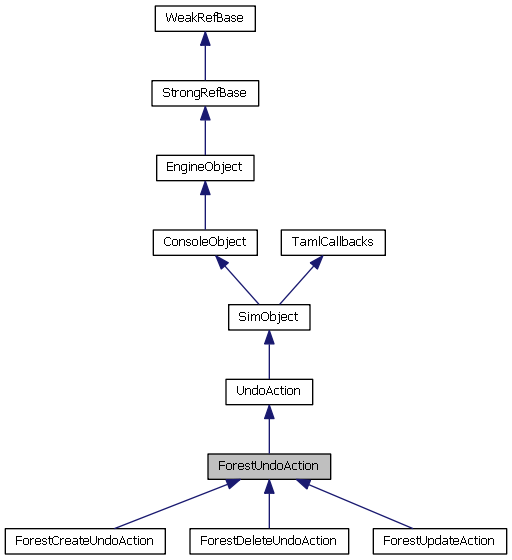 WeakRefBase
StrongRefBase
EngineObject
ConsoleObject
TamlCallbacks
SimObject
UndoAction
ForestUndoAction
ForestCreateUndoAction
ForestDeleteUndoAction
ForestUpdateAction